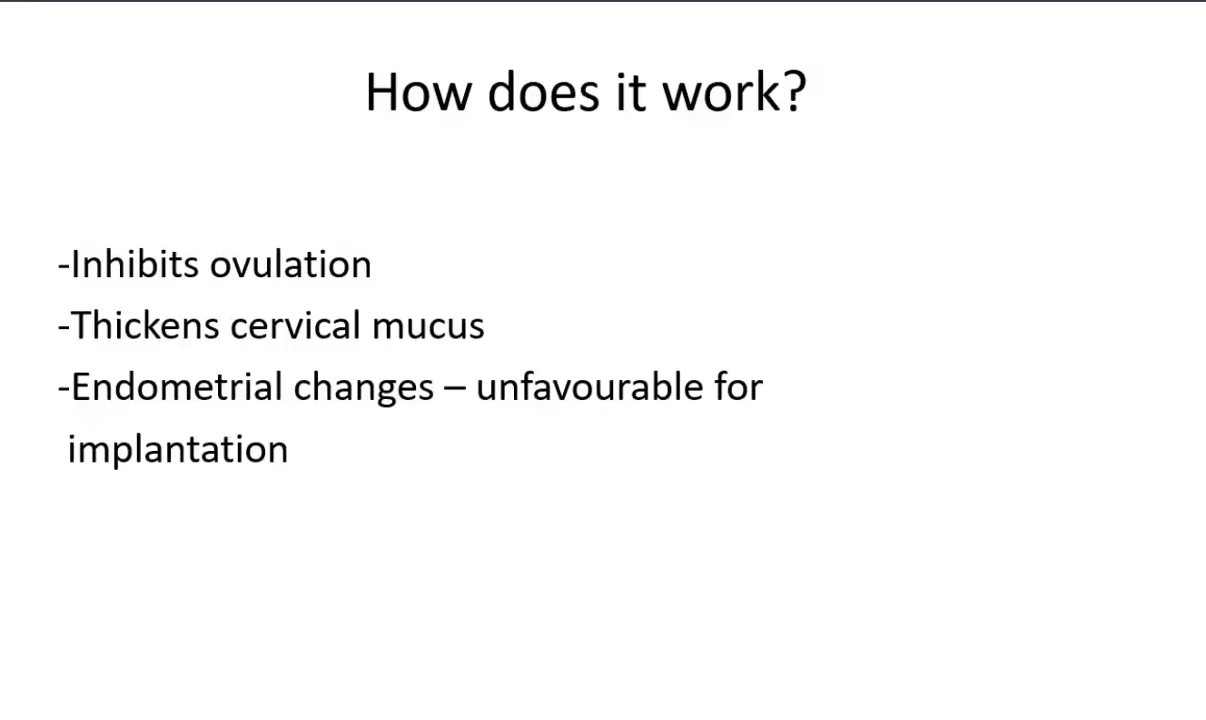 How does it work?
-Inhibits ovulation
-Thickens cervical mucus
-Endometrial changes – unfavourable for
implantation